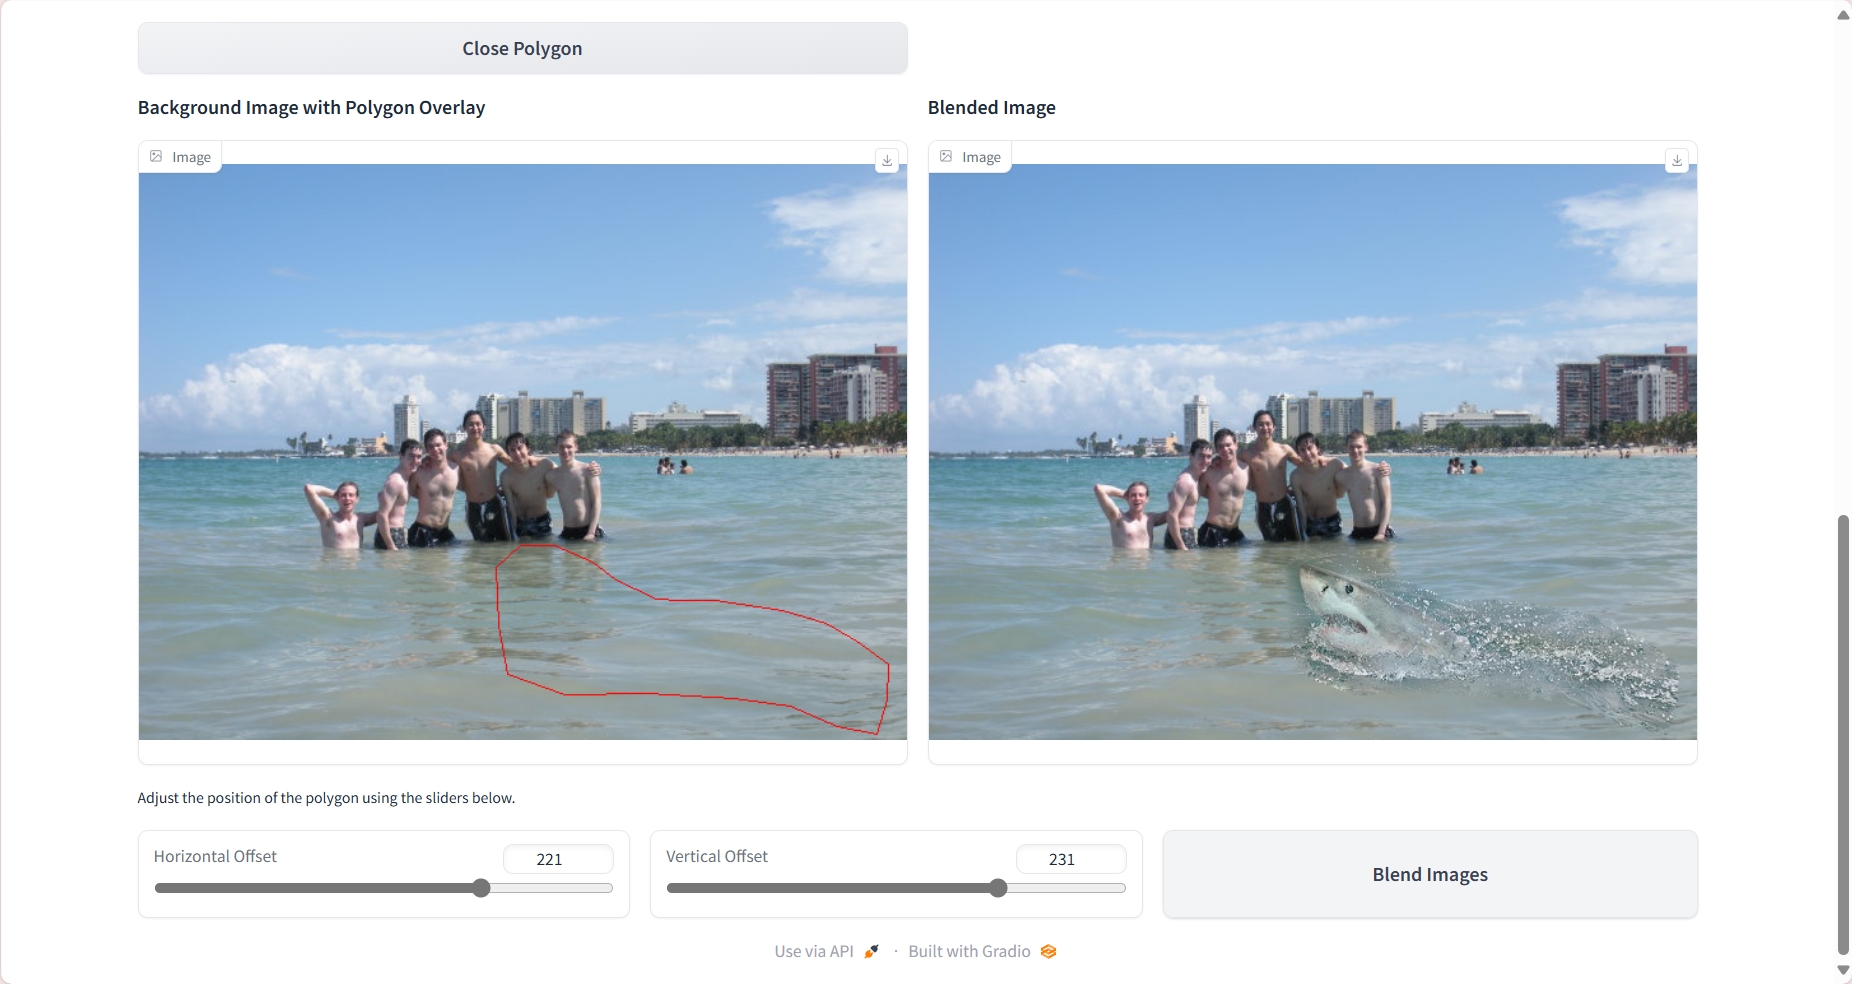 Close Polygon
Background Image with Polygon Overlay
Blended Image
Image
Image
Adjust the position of the polygon using the sliders below.
Horizontal Offset
221
Vertical Offset
231
Blend Images
Use via API · Built with Gradio